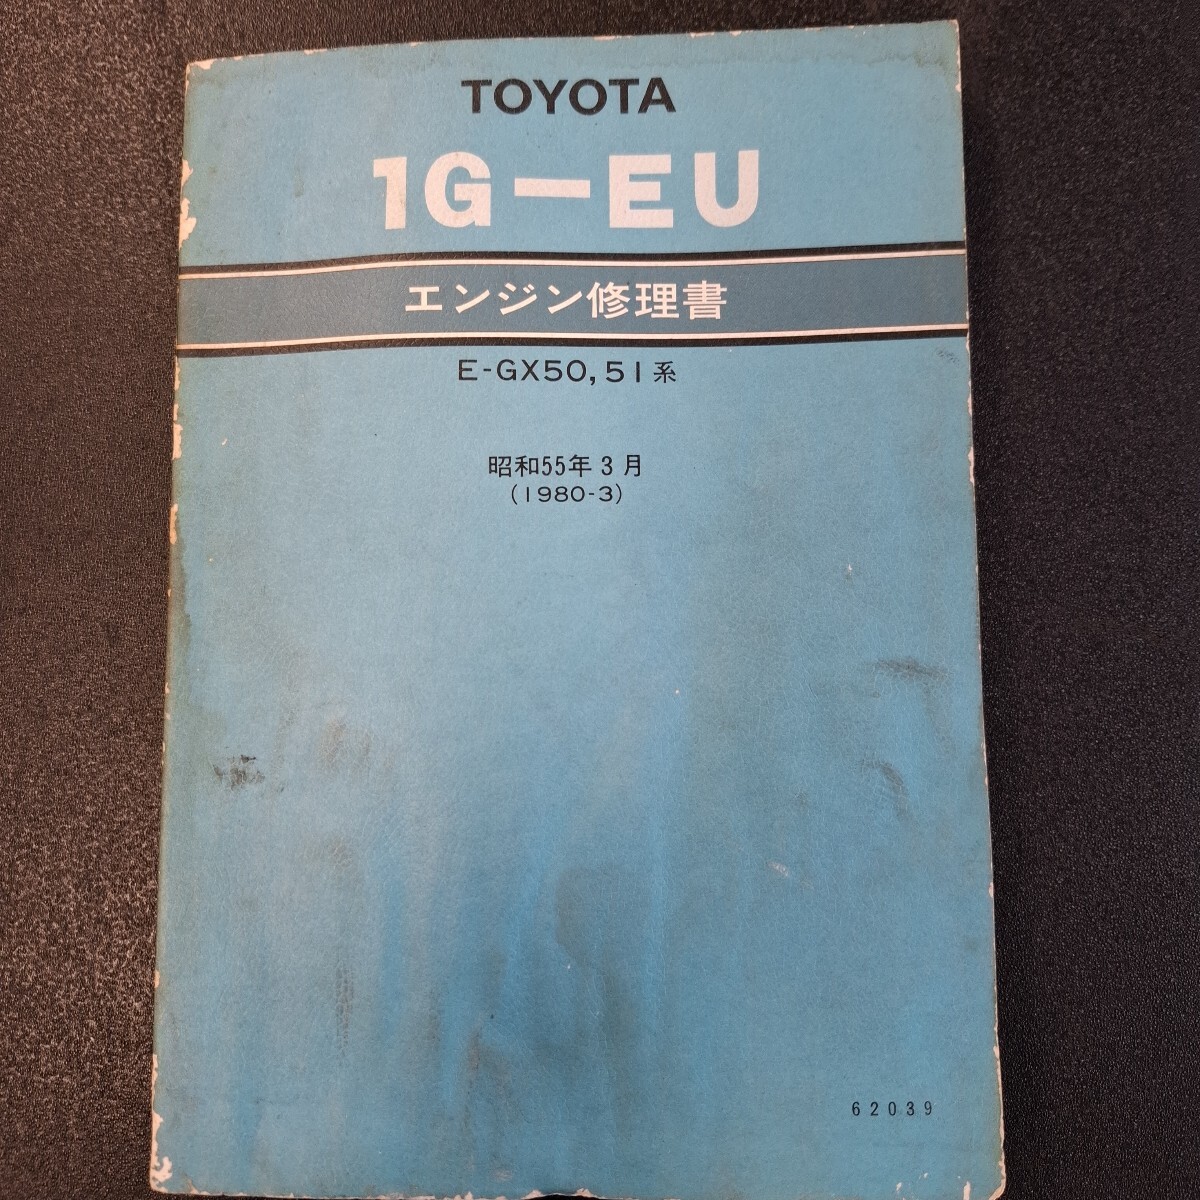 TOYOTA
1G-EU
エンジン修理書
E-GX50,51系
昭和55年3月
(1980-3)
62039